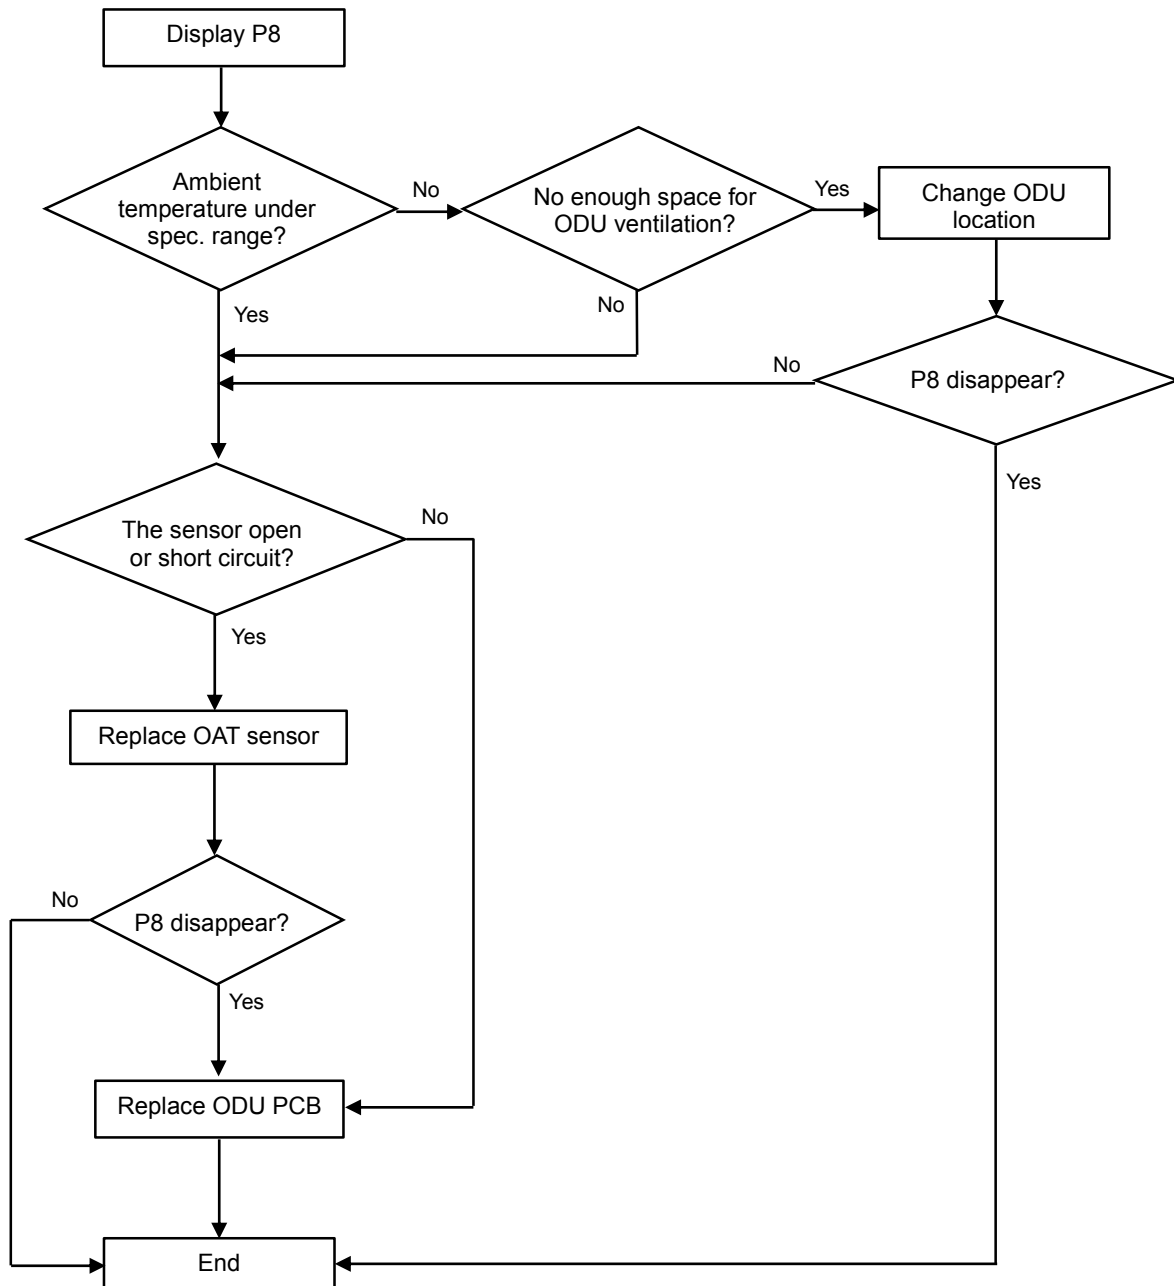 Display P8
Ambient
temperature under
spec. range?
No
No enough space for
ODU ventilation?
Yes
Change ODU
location
Yes
No
No
P8 disappear?
Yes
The sensor open
or short circuit?
No
Yes
Replace OAT sensor
No
P8 disappear?
Yes
Replace ODU PCB
End